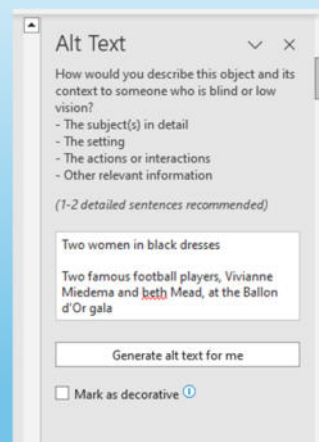 Alt Text
How would you describe this object and its
context to someone who is blind or low
vision?
- The subject(s) in detail
- The setting
- The actions or interactions
- Other relevant information
(1-2 detailed sentences recommended)
Two women in black dresses
Two famous football players, Vivianne
Miedema and beth Mead, at the Ballon
d'Or gala
Generate alt text for me
Mark as decorative